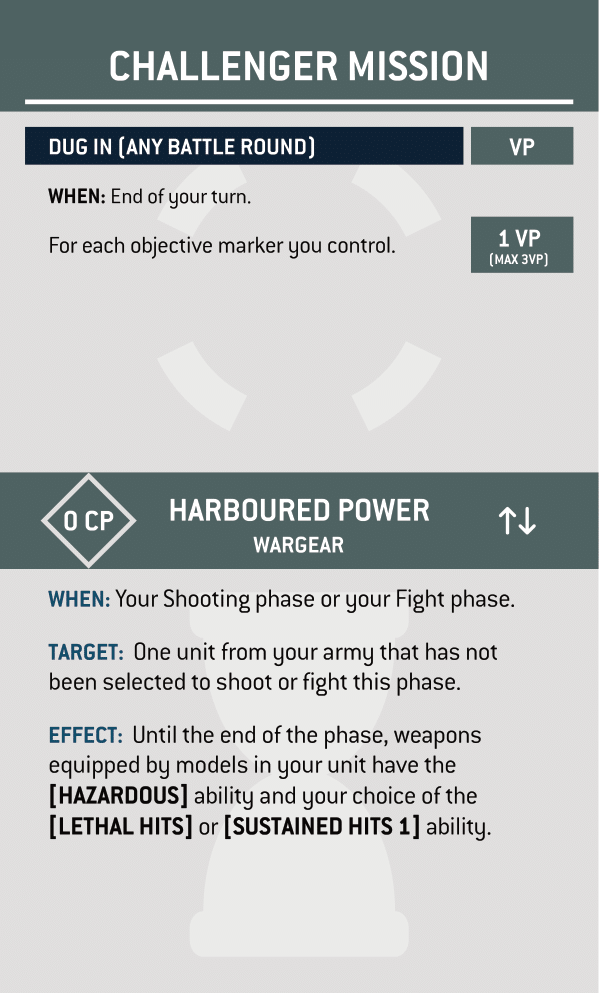 CHALLENGER MISSION
DUG IN (ANY BATTLE ROUND)
VP
WHEN: End of your turn.
For each objective marker you control.
1 VP
(MAX 3VP)
0 CP
HARBOURED POWER
WARGEAR
WHEN: Your Shooting phase or your Fight phase.
TARGET: One unit from your army that has not
been selected to shoot or fight this phase.
EFFECT: Until the end of the phase, weapons
equipped by models in your unit have the
[HAZARDOUS] ability and your choice of the
[LETHAL HITS] or [SUSTAINED HITS 1] ability.